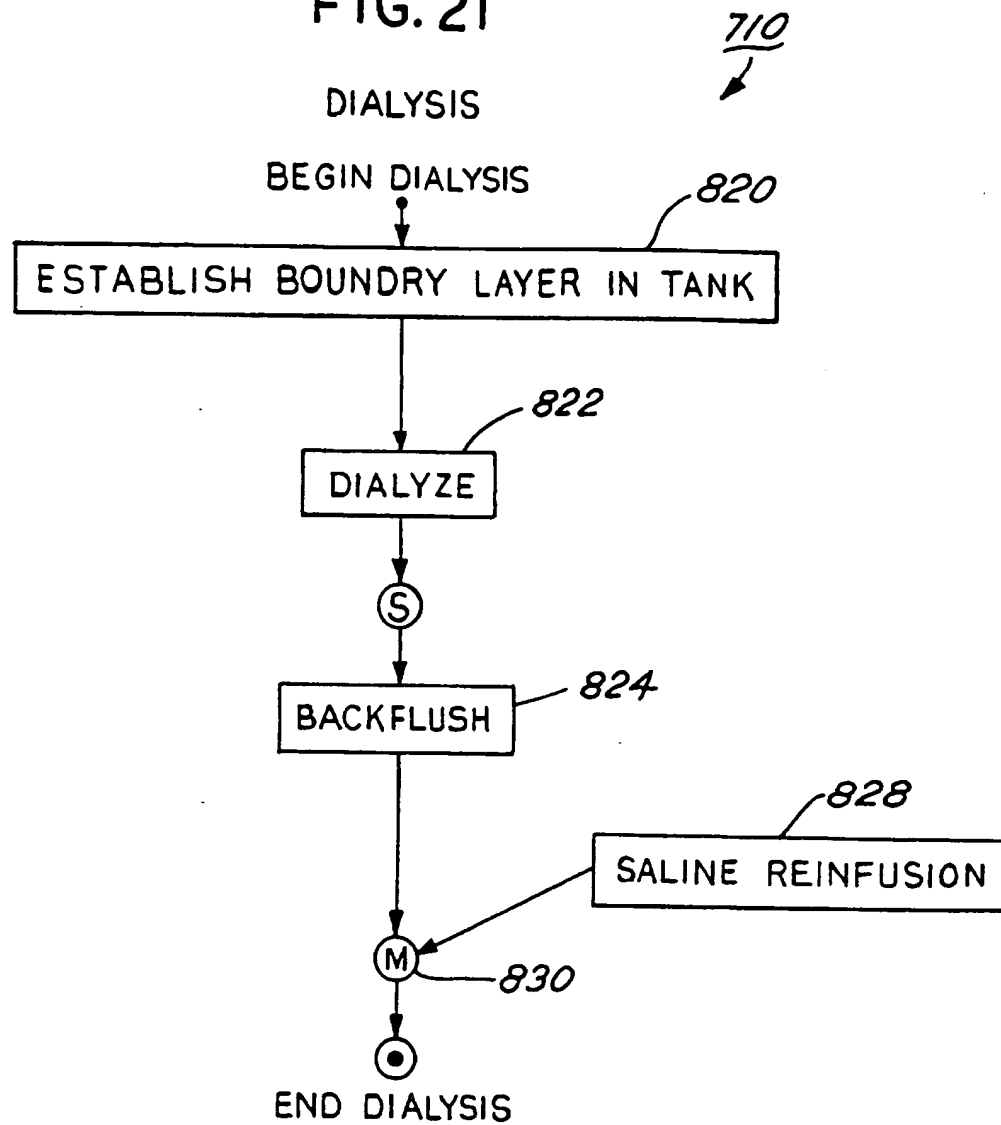 FIG. 21
710
DIALYSIS
BEGIN DIALYSIS
820
ESTABLISH BOUNDRY LAYER IN TANK
822
DIALYZE
S
824
BACKFLUSH
828
SALINE REINFUSION
M
830
END DIALYSIS